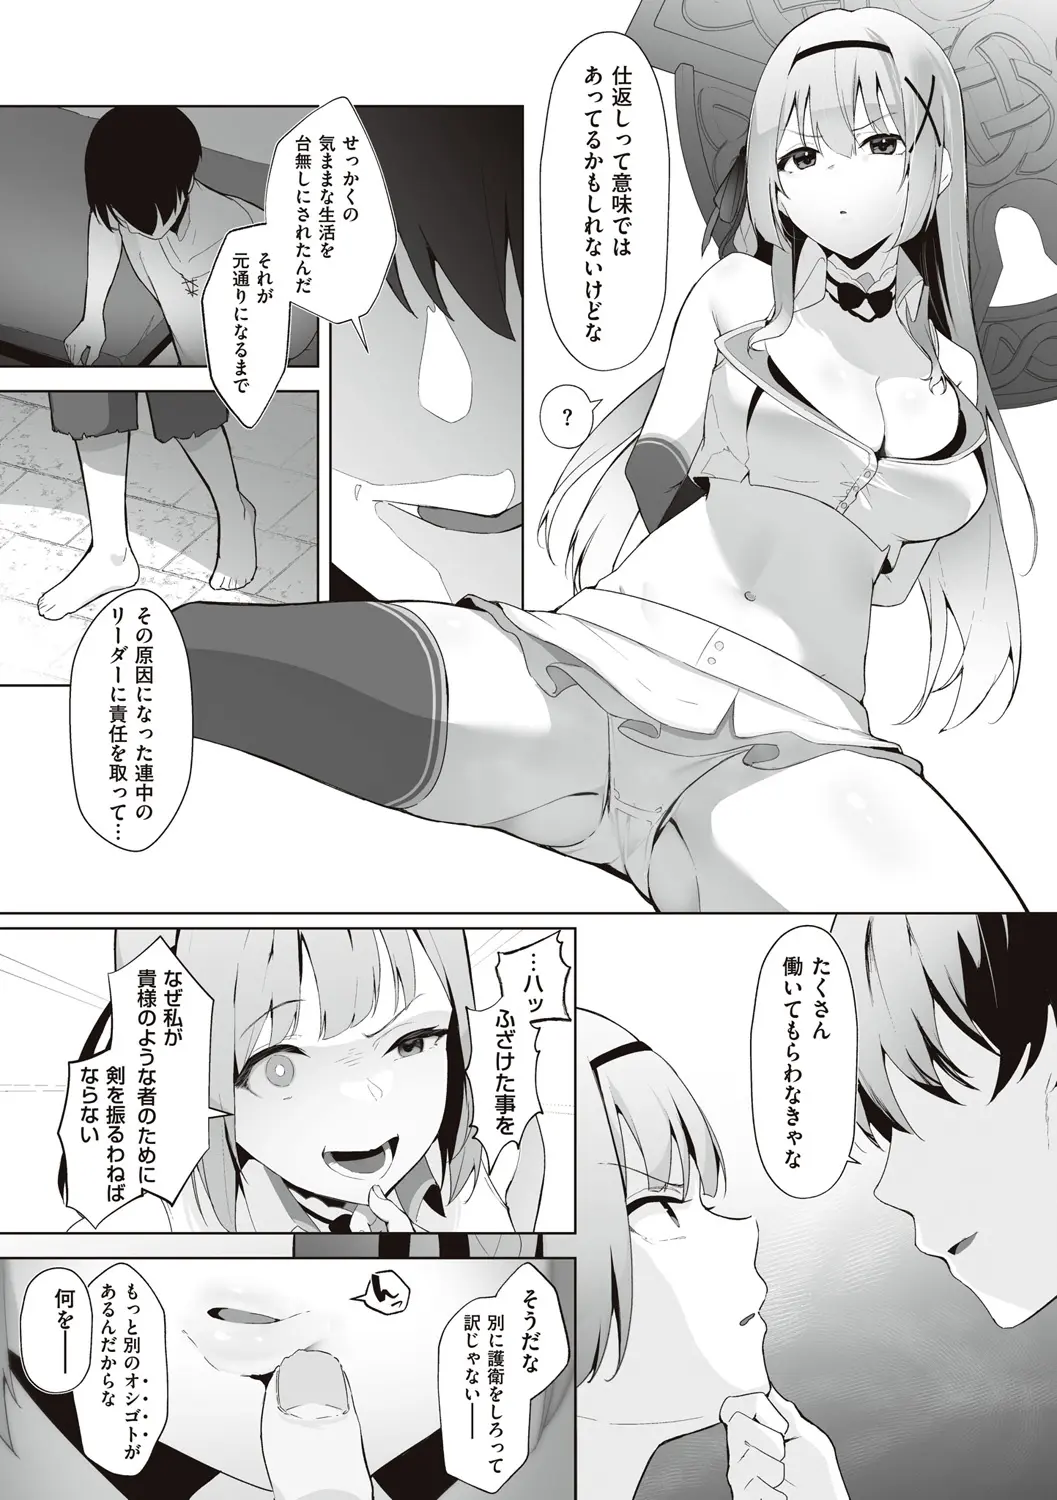 仕返しって意味では
あってるかもしれないけどな
?
せっかくの
気ままな生活を
台無しにされたんだ
それが
元通りになるまで
その原因になった連中の
リーダーに責任を取って…
たくさん
働いてもらわなきゃな
…ハッ
ふざけた事を
なぜ私が
貴様のような者のために
剣を振るわねば
ならない
そうだな
別に護衛をしろって
訳じゃない──
んっ
もっと別のオシゴトが
あるんだからな
何を──